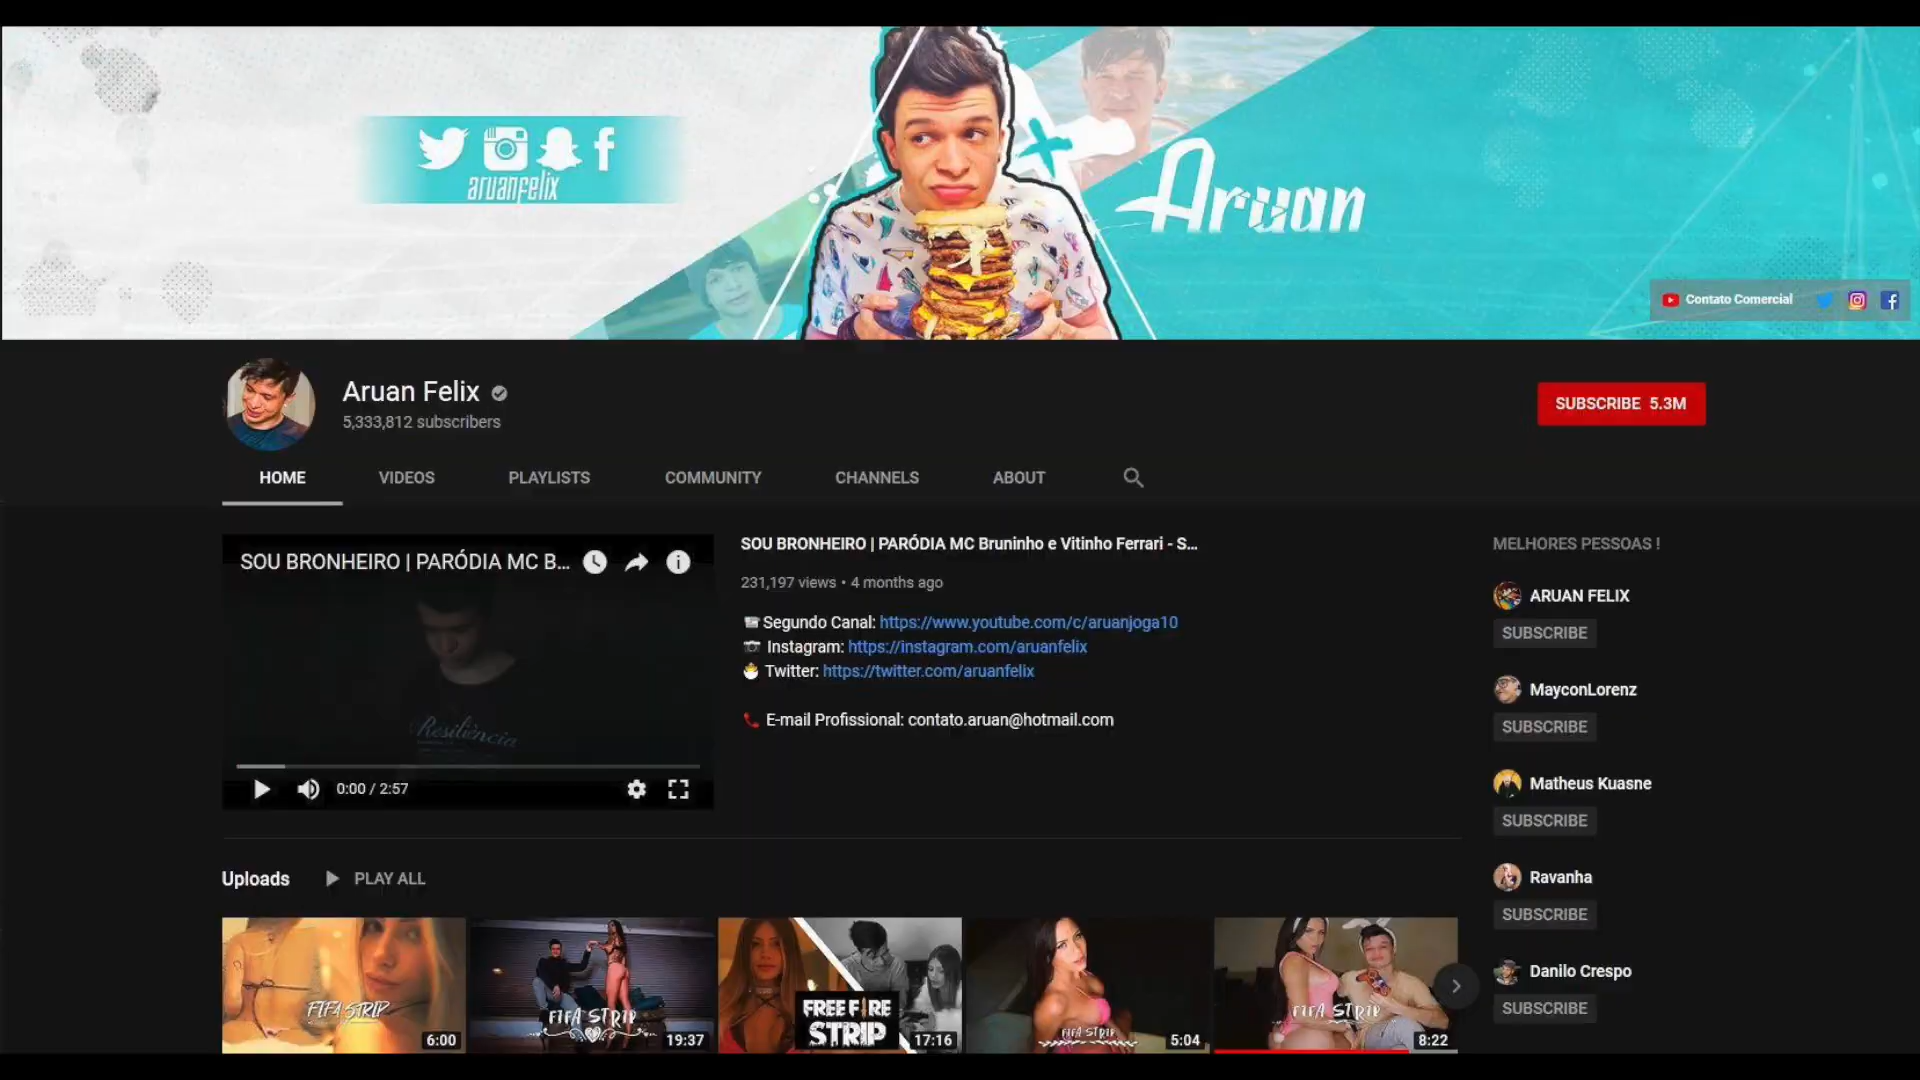 aruanfelix
Aruan
Contato Comercial
Aruan Felix
5,333,812 subscribers
SUBSCRIBE 5.3M
HOME VIDEOS PLAYLISTS COMMUNITY CHANNELS ABOUT
SOU BRONHEIRO | PARÓDIA MC B...
Resiliência
0:00 / 2:57
SOU BRONHEIRO | PARÓDIA MC Bruninho e Vitinho Ferrari - S...
231,197 views • 4 months ago
Segundo Canal: https://www.youtube.com/c/aruanjoga10
Instagram: https://instagram.com/aruanfelix
Twitter: https://twitter.com/aruanfelix
E-mail Profissional: contato.aruan@hotmail.com
MELHORES PESSOAS !
ARUAN FELIX
SUBSCRIBE
MayconLorenz
SUBSCRIBE
Matheus Kuasne
SUBSCRIBE
Ravanha
SUBSCRIBE
Danilo Crespo
SUBSCRIBE
Uploads PLAY ALL
FIFA STRIP
6:00
FIFA STRIP
19:37
FREE FIRE
STRIP
17:16
FIFA STRIP
5:04
FIFA STRIP
8:22